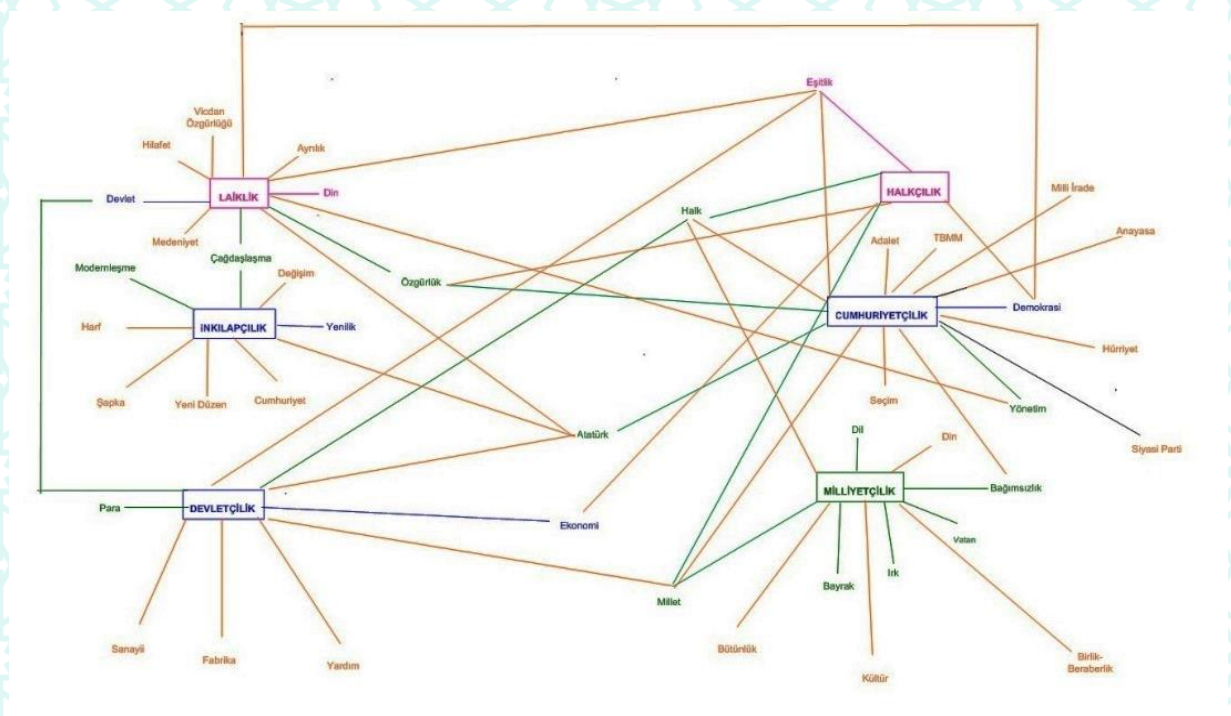 Eşitlik
Vicdan
Özgürlüğü
Hilafet
Ayrılık
Devlet
LAİKLİK
Din
HALKÇILIK
Milli İrade
Halk
Medeniyet
Adalet
TBMM
Anayasa
Çağdaşlaşma
Modernleşme
Değişim
Özgürlük
Demokrasi
CUMHURİYETÇİLİK
Harf
İNKILAPÇILIK
Yenilik
Hürriyet
Şapka
Yeni Düzen
Cumhuriyet
Seçim
Yönetim
Atatürk
Dil
Din
Siyasi Parti
MİLLİYETÇİLİK
Bağımsızlık
Para
DEVLETÇİLİK
Ekonomi
Vatan
Irk
Bayrak
Millet
Sanayii
Fabrika
Yardım
Bütünlük
Kültür
Birlik-
Beraberlik